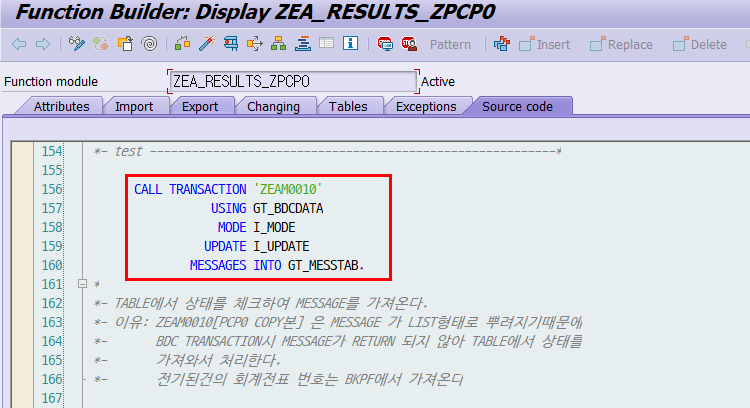 Function Builder: Display ZEA_RESULTS_ZPCP0
Pattern Insert Replace Delete
Function module ZEA_RESULTS_ZPCP0 Active
Attributes Import Export Changing Tables Exceptions Source code
154 *- test ------------------------------------------------------*
155
156 CALL TRANSACTION 'ZEAM0010'
157 USING GT_BDCDATA
158 MODE I_MODE
159 UPDATE I_UPDATE
160 MESSAGES INTO GT_MESSTAB.
161 *
162 *- TABLE에서 상태를 체크하여 MESSAGE를 가져온다.
163 *- 이유: ZEAM0010[PCP0 COPY본] 은 MESSAGE 가 LIST형태로 뿌려지기때문에
164 *- BDC TRANSACTION시 MESSAGE가 RETURN 되지 않아 TABLE에서 상태를
165 *- 가져와서 처리한다.
166 *- 전기된건의 회계전표 번호는 BKPF에서 가져온다
167